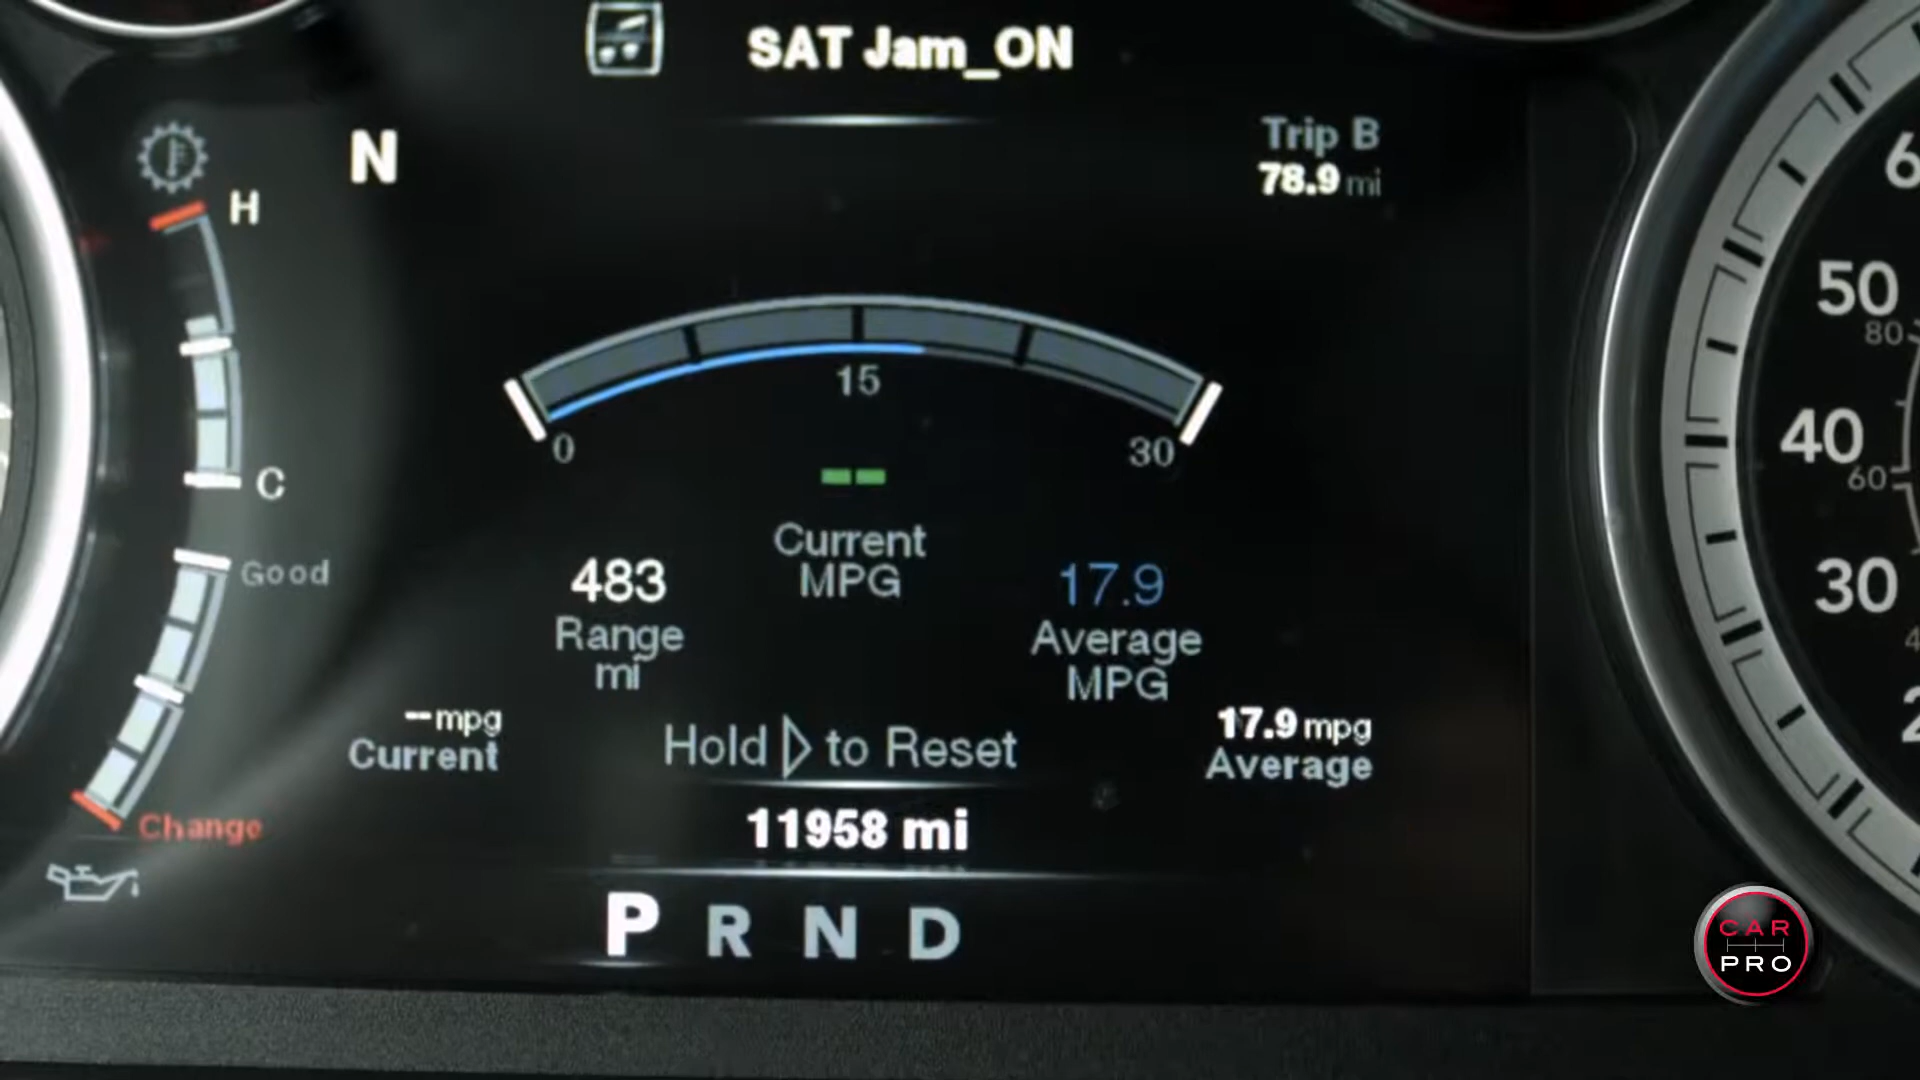 SAT Jam_ON
N
Trip B
78.9 mi
H
C
Good
Change
15
0
30
--
Current
MPG
483
Range
mi
17.9
Average
MPG
--mpg
Current
17.9 mpg
Average
Hold ▷ to Reset
11958 mi
P R N D
50
80
40
60
30
CAR
PRO